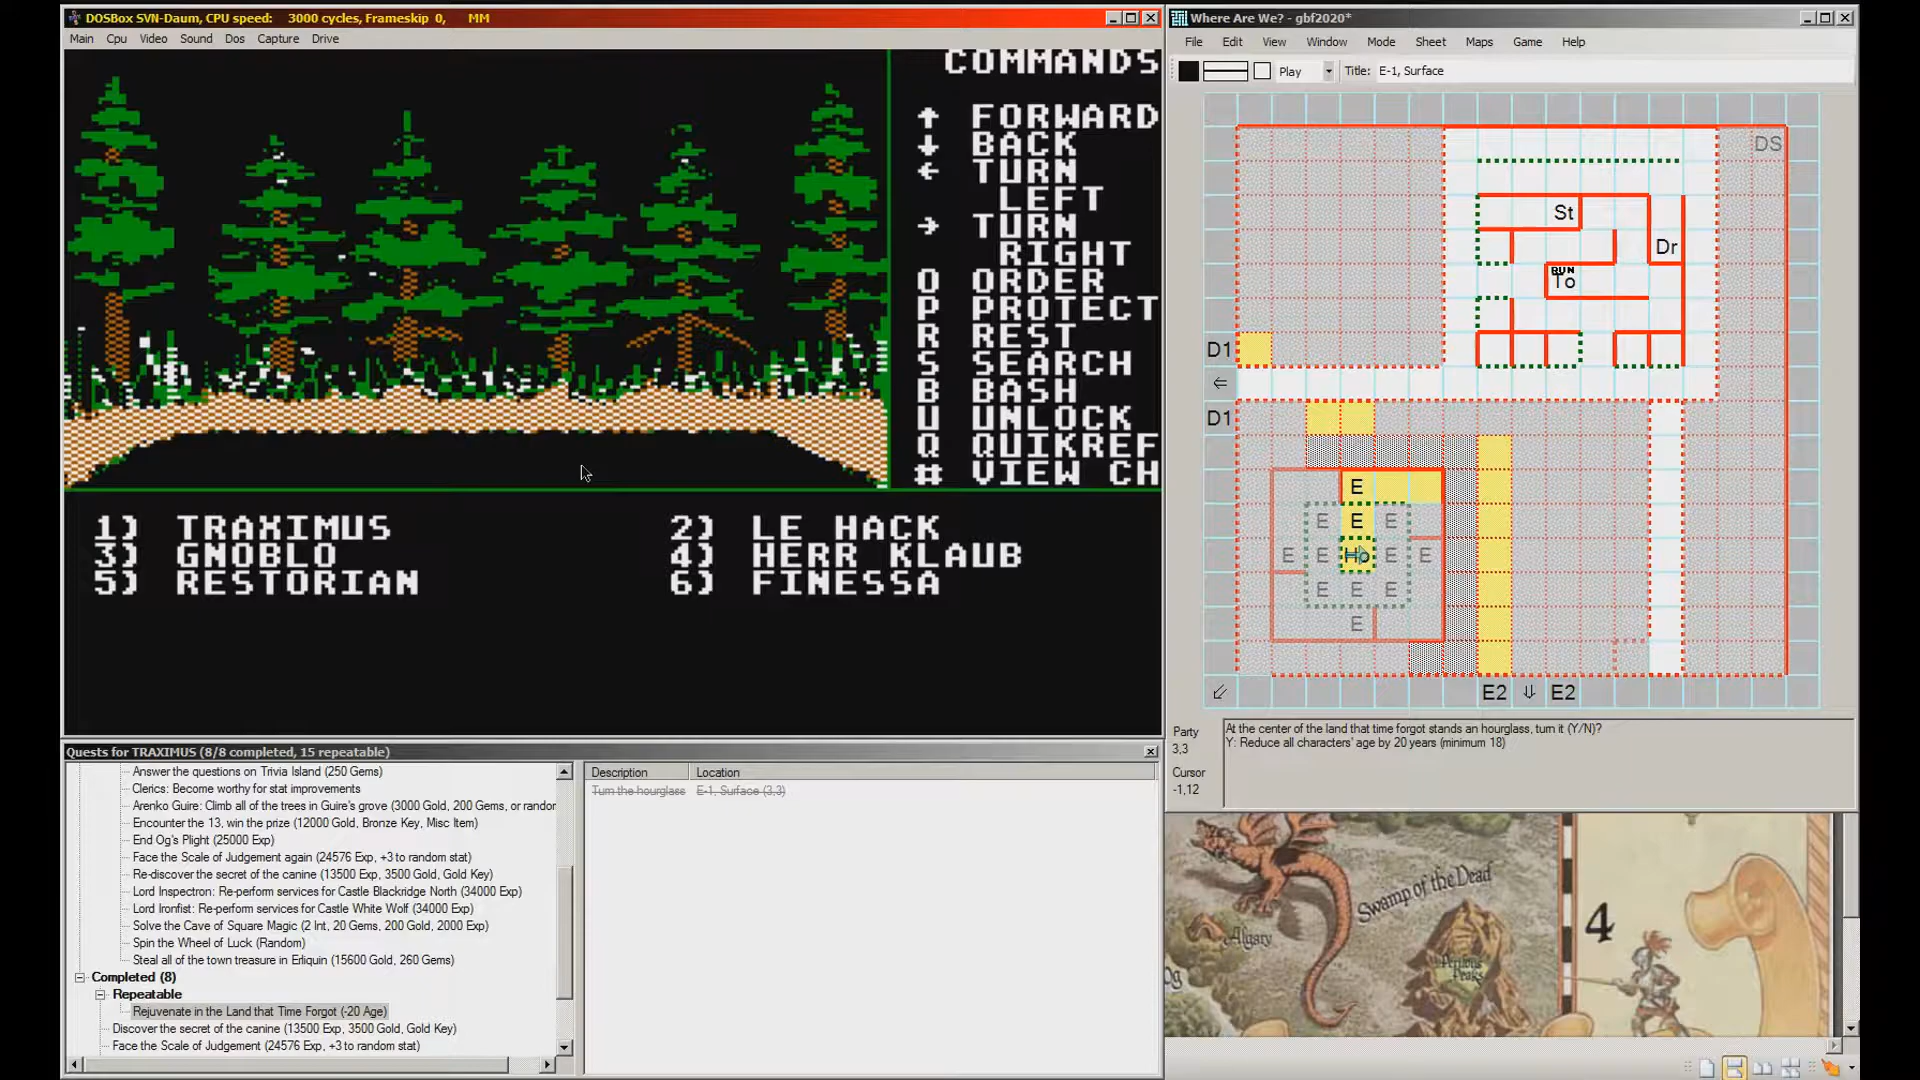 DOSBox SVN-Daum, CPU speed: 3000 cycles, Frameskip 0, MM
Main Cpu Video Sound Dos Capture Drive
COMMANDS
FORWARD
BACK
TURN
LEFT
TURN
RIGHT
O ORDER
P PROTECT
R REST
S SEARCH
B BASH
U UNLOCK
Q QUIKREF
# VIEW CH
1) TRAXIMUS 2) LE HACK
3) GNOBLO 4) HERR KLAUB
5) RESTORIAN 6) FINESSA
Quests for TRAXIMUS (8/8 completed, 15 repeatable)
Answer the questions on Trivia Island (250 Gems)
Clerics: Become worthy for stat improvements
Arenko Guire: Climb all of the trees in Guire's grove (3000 Gold, 200 Gems, or randor
Encounter the 13, win the prize (12000 Gold, Bronze Key, Misc Item)
End Og's Plight (25000 Exp)
Face the Scale of Judgement again (24576 Exp, +3 to random stat)
Re-discover the secret of the canine (13500 Exp, 3500 Gold, Gold Key)
Lord Inspectron: Re-perform services for Castle Blackridge North (34000 Exp)
Lord Ironfist: Re-perform services for Castle White Wolf (34000 Exp)
Solve the Cave of Square Magic (2 Int, 20 Gems, 200 Gold, 2000 Exp)
Spin the Wheel of Luck (Random)
Steal all of the town treasure in Erliquin (15600 Gold, 260 Gems)
Completed (8)
Repeatable
Rejuvenate in the Land that Time Forgot (-20 Age)
Discover the secret of the canine (13500 Exp, 3500 Gold, Gold Key)
Face the Scale of Judgement (24576 Exp, +3 to random stat)
Description Location
Turn the hourglass E-1, Surface (3,3)
Where Are We? - gbf2020*
File Edit View Window Mode Sheet Maps Game Help
Play Title: E-1, Surface
DS
St
Dr
RUN
To
D1
D1
E
E E E
E E Ho E E
E E E
E
E2 E2
Party
3,3
Cursor
-1,12
At the center of the land that time forgot stands an hourglass, turn it (Y/N)?
Y: Reduce all characters' age by 20 years (minimum 18)
Swamp of the Dead
Algary
Perilous
Peaks
og
4